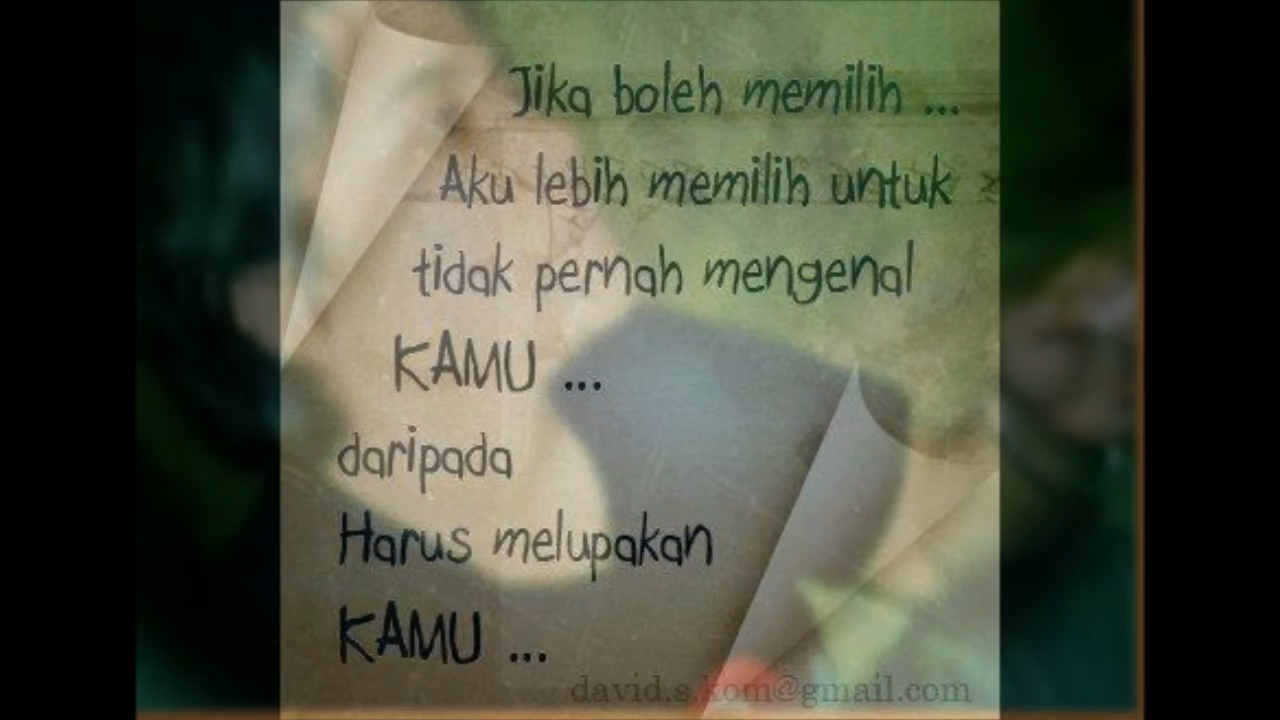 Jika boleh memilih ...
Aku lebih memilih untuk
tidak pernah mengenal
KAMU ...
daripada
Harus melupakan
KAMU ...
david.s.kom@gmail.com